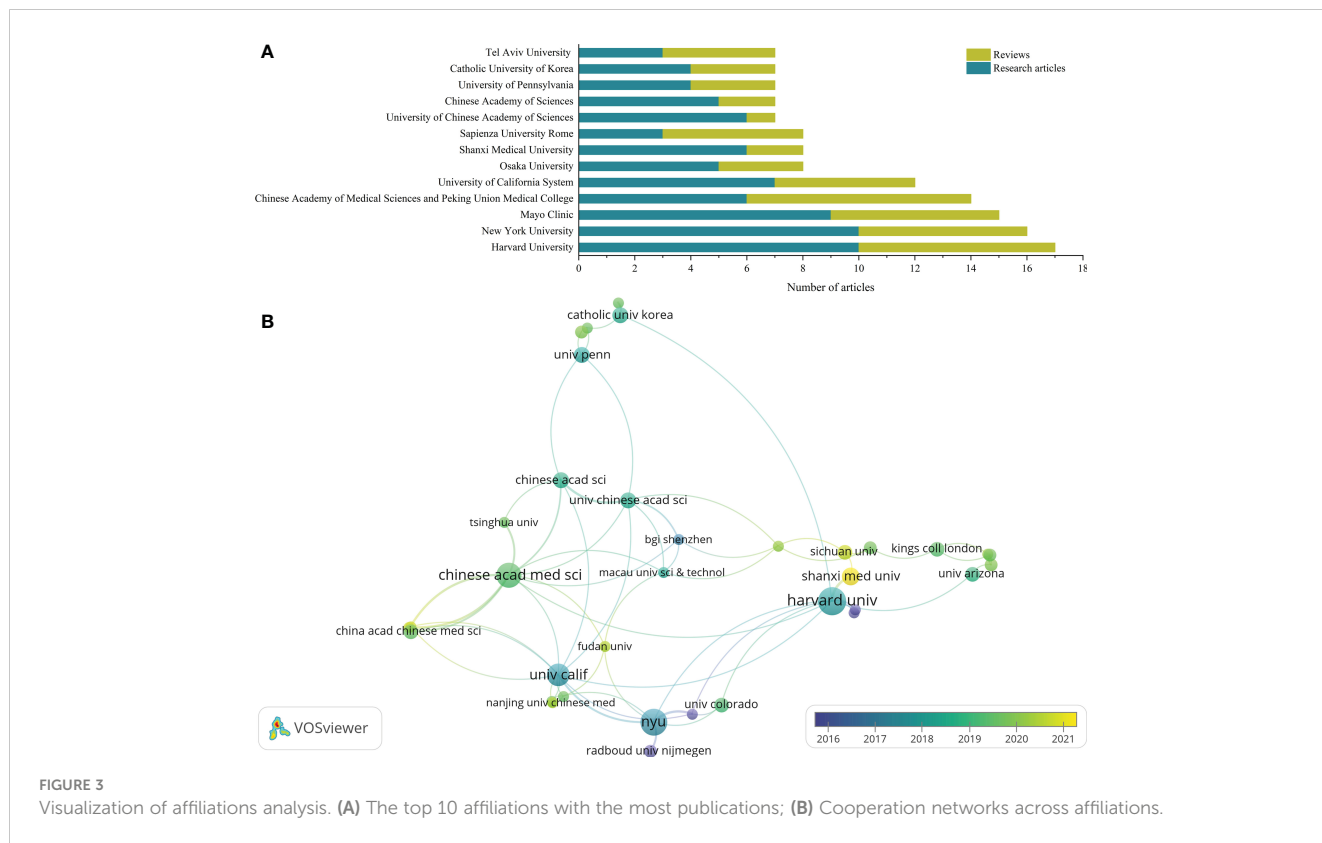 A
Tel Aviv University
Catholic University of Korea
University of Pennsylvania
Chinese Academy of Sciences
University of Chinese Academy of Sciences
Sapienza University Rome
Shanxi Medical University
Osaka University
University of California System
Chinese Academy of Medical Sciences and Peking Union Medical College
Mayo Clinic
New York University
Harvard University
Reviews
Research articles
0 2 4 6 8 10 12 14 16 18
Number of articles
B
catholic univ korea
univ penn
chinese acad sci
univ chinese acad sci
tsinghua univ
bgi shenzhen
sichuan univ
kings coll london
chinese acad med sci
macau univ sci & technol
shanxi med univ
univ arizona
harvard univ
china acad chinese med sci
fudan univ
univ calif
nanjing univ chinese med
univ colorado
nyu
radboud univ nijmegen
VOSviewer
2016 2017 2018 2019 2020 2021
FIGURE 3
Visualization of affiliations analysis. (A) The top 10 affiliations with the most publications; (B) Cooperation networks across affiliations.